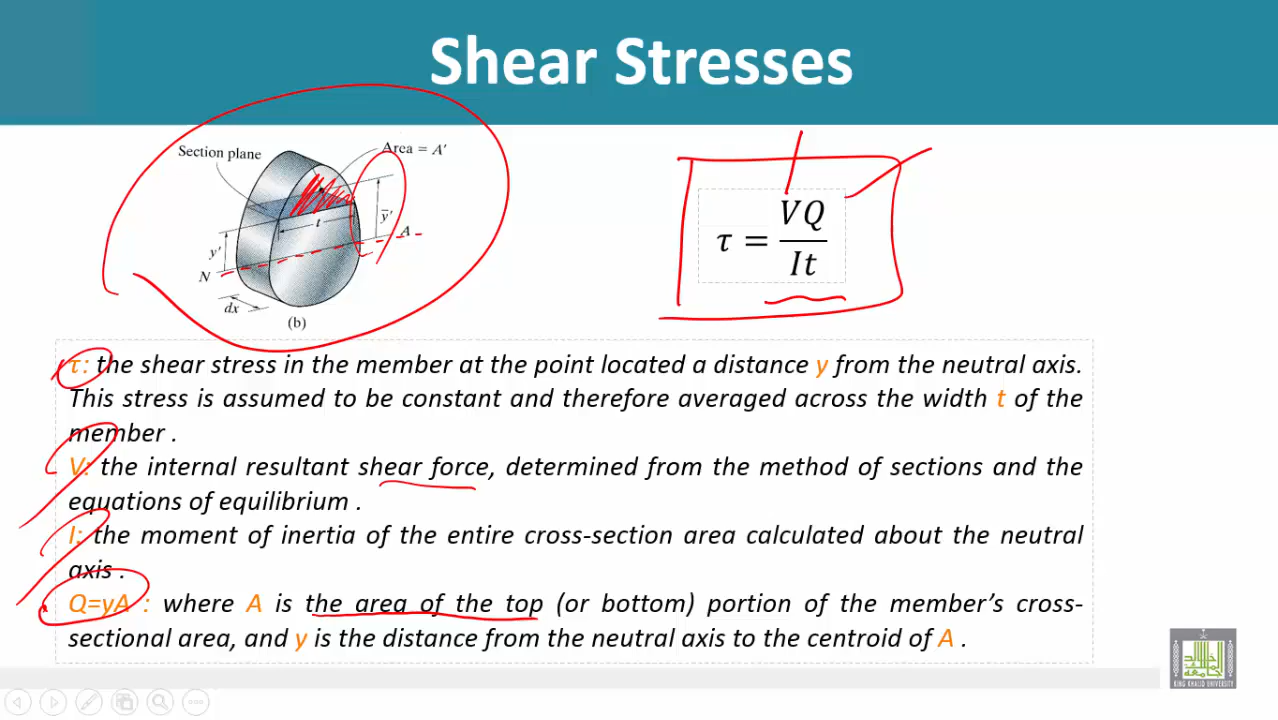 Shear Stresses
Section plane
Area = A′
t
ȳ′
A
y′
N
dx
(b)
τ = VQ / It
τ: the shear stress in the member at the point located a distance y from the neutral axis.
This stress is assumed to be constant and therefore averaged across the width t of the
member .
V: the internal resultant shear force, determined from the method of sections and the
equations of equilibrium .
I: the moment of inertia of the entire cross-section area calculated about the neutral
axis .
Q=yA : where A is the area of the top (or bottom) portion of the member’s cross-
sectional area, and y is the distance from the neutral axis to the centroid of A .
KING KHALID UNIVERSITY